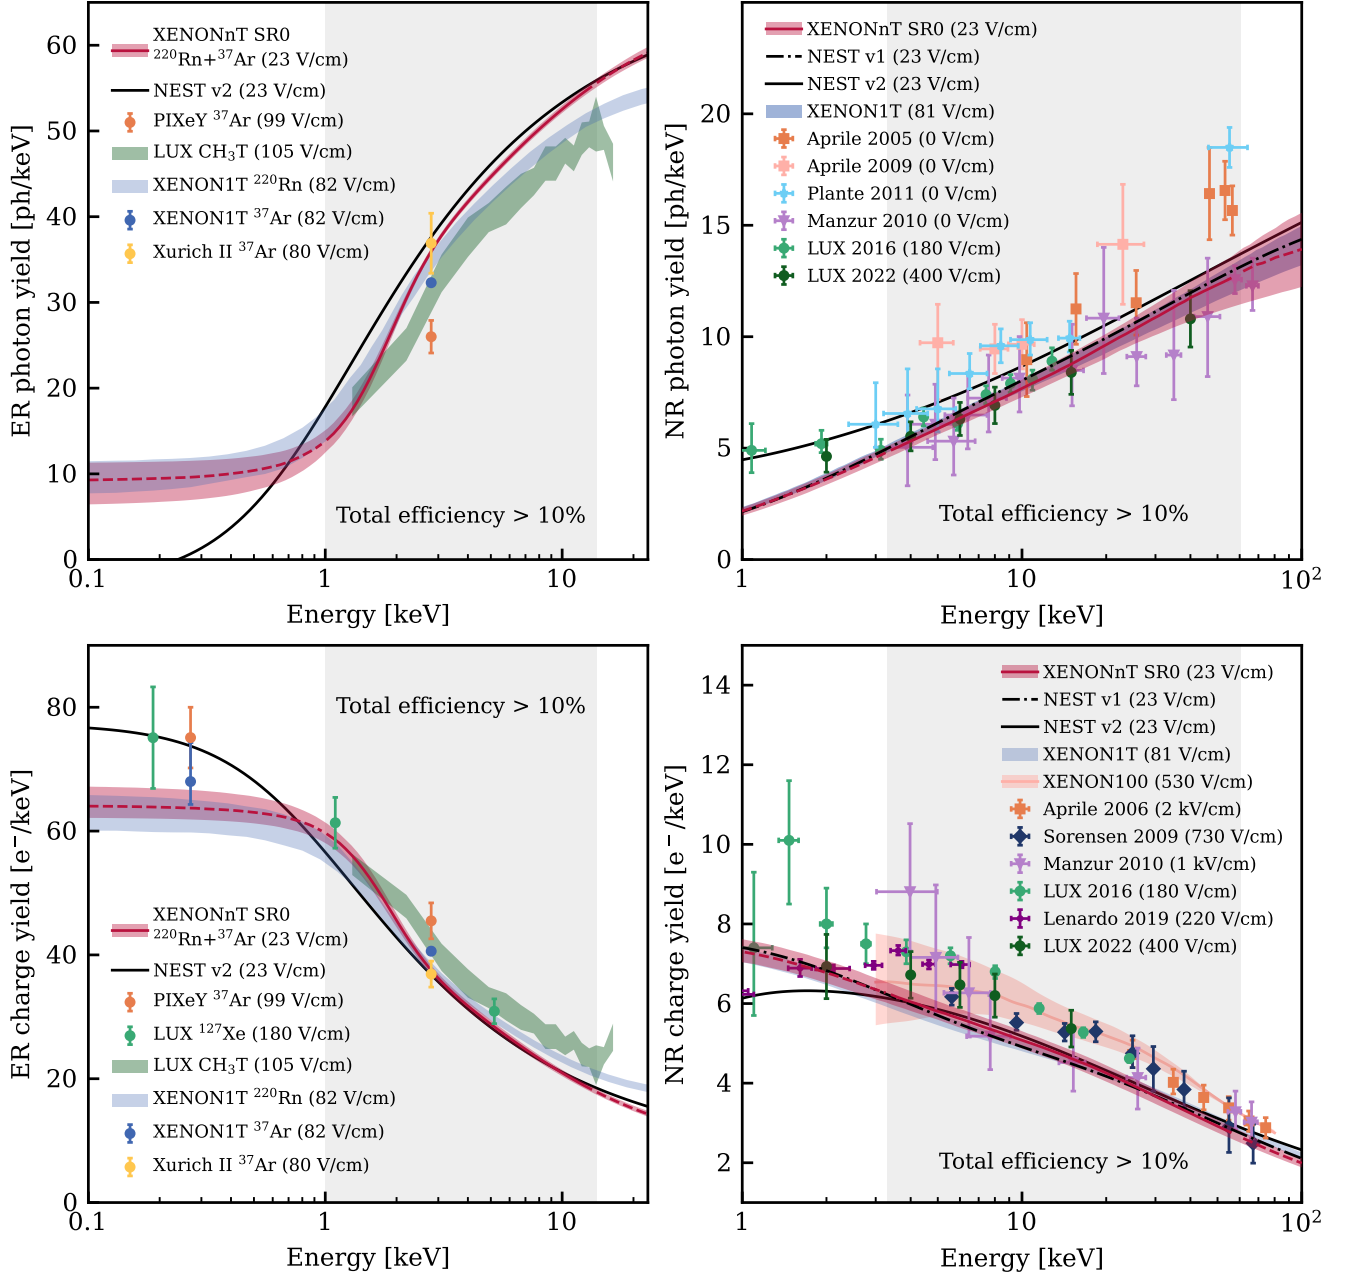 60
50
40
30
20
10
0
ER photon yield [ph/keV]
XENONnT SR0
²²⁰Rn+³⁷Ar (23 V/cm)
NEST v2 (23 V/cm)
PIXeY ³⁷Ar (99 V/cm)
LUX CH₃T (105 V/cm)
XENON1T ²²⁰Rn (82 V/cm)
XENON1T ³⁷Ar (82 V/cm)
Xurich II ³⁷Ar (80 V/cm)
Total efficiency > 10%
0.1 1 10
Energy [keV]
20
15
10
5
0
NR photon yield [ph/keV]
XENONnT SR0 (23 V/cm)
NEST v1 (23 V/cm)
NEST v2 (23 V/cm)
XENON1T (81 V/cm)
Aprile 2005 (0 V/cm)
Aprile 2009 (0 V/cm)
Plante 2011 (0 V/cm)
Manzur 2010 (0 V/cm)
LUX 2016 (180 V/cm)
LUX 2022 (400 V/cm)
Total efficiency > 10%
1 10 10²
Energy [keV]
80
60
40
20
0
ER charge yield [e⁻/keV]
Total efficiency > 10%
XENONnT SR0
²²⁰Rn+³⁷Ar (23 V/cm)
NEST v2 (23 V/cm)
PIXeY ³⁷Ar (99 V/cm)
LUX ¹²⁷Xe (180 V/cm)
LUX CH₃T (105 V/cm)
XENON1T ²²⁰Rn (82 V/cm)
XENON1T ³⁷Ar (82 V/cm)
Xurich II ³⁷Ar (80 V/cm)
0.1 1 10
Energy [keV]
14
12
10
8
6
4
2
NR charge yield [e⁻/keV]
XENONnT SR0 (23 V/cm)
NEST v1 (23 V/cm)
NEST v2 (23 V/cm)
XENON1T (81 V/cm)
XENON100 (530 V/cm)
Aprile 2006 (2 kV/cm)
Sorensen 2009 (730 V/cm)
Manzur 2010 (1 kV/cm)
LUX 2016 (180 V/cm)
Lenardo 2019 (220 V/cm)
LUX 2022 (400 V/cm)
Total efficiency > 10%
1 10 10²
Energy [keV]